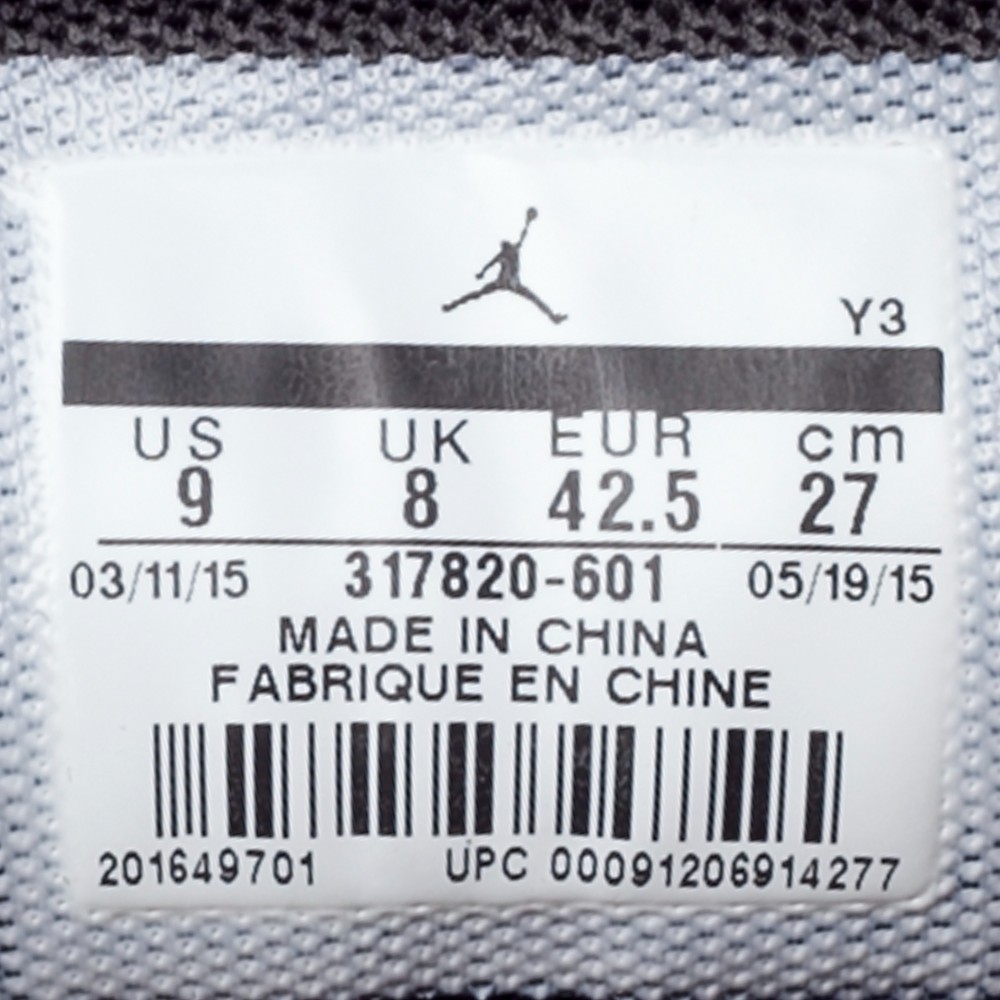 Y3
US UK EUR cm
9 8 42.5 27
03/11/15 317820-601 05/19/15
MADE IN CHINA
FABRIQUE EN CHINE
201649701 UPC 00091206914277